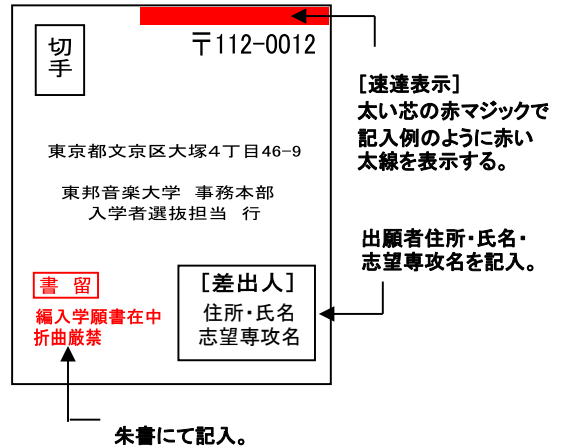 切手
〒112-0012
[速達表示]
太い芯の赤マジックで
記入例のように赤い
太線を表示する。
東京都文京区大塚4丁目46-9
東邦音楽大学 事務本部
入学者選抜担当 行
出願者住所・氏名・
志望専攻名を記入。
書留
編入学願書在中
折曲厳禁
[差出人]
住所・氏名
志望専攻名
朱書にて記入。